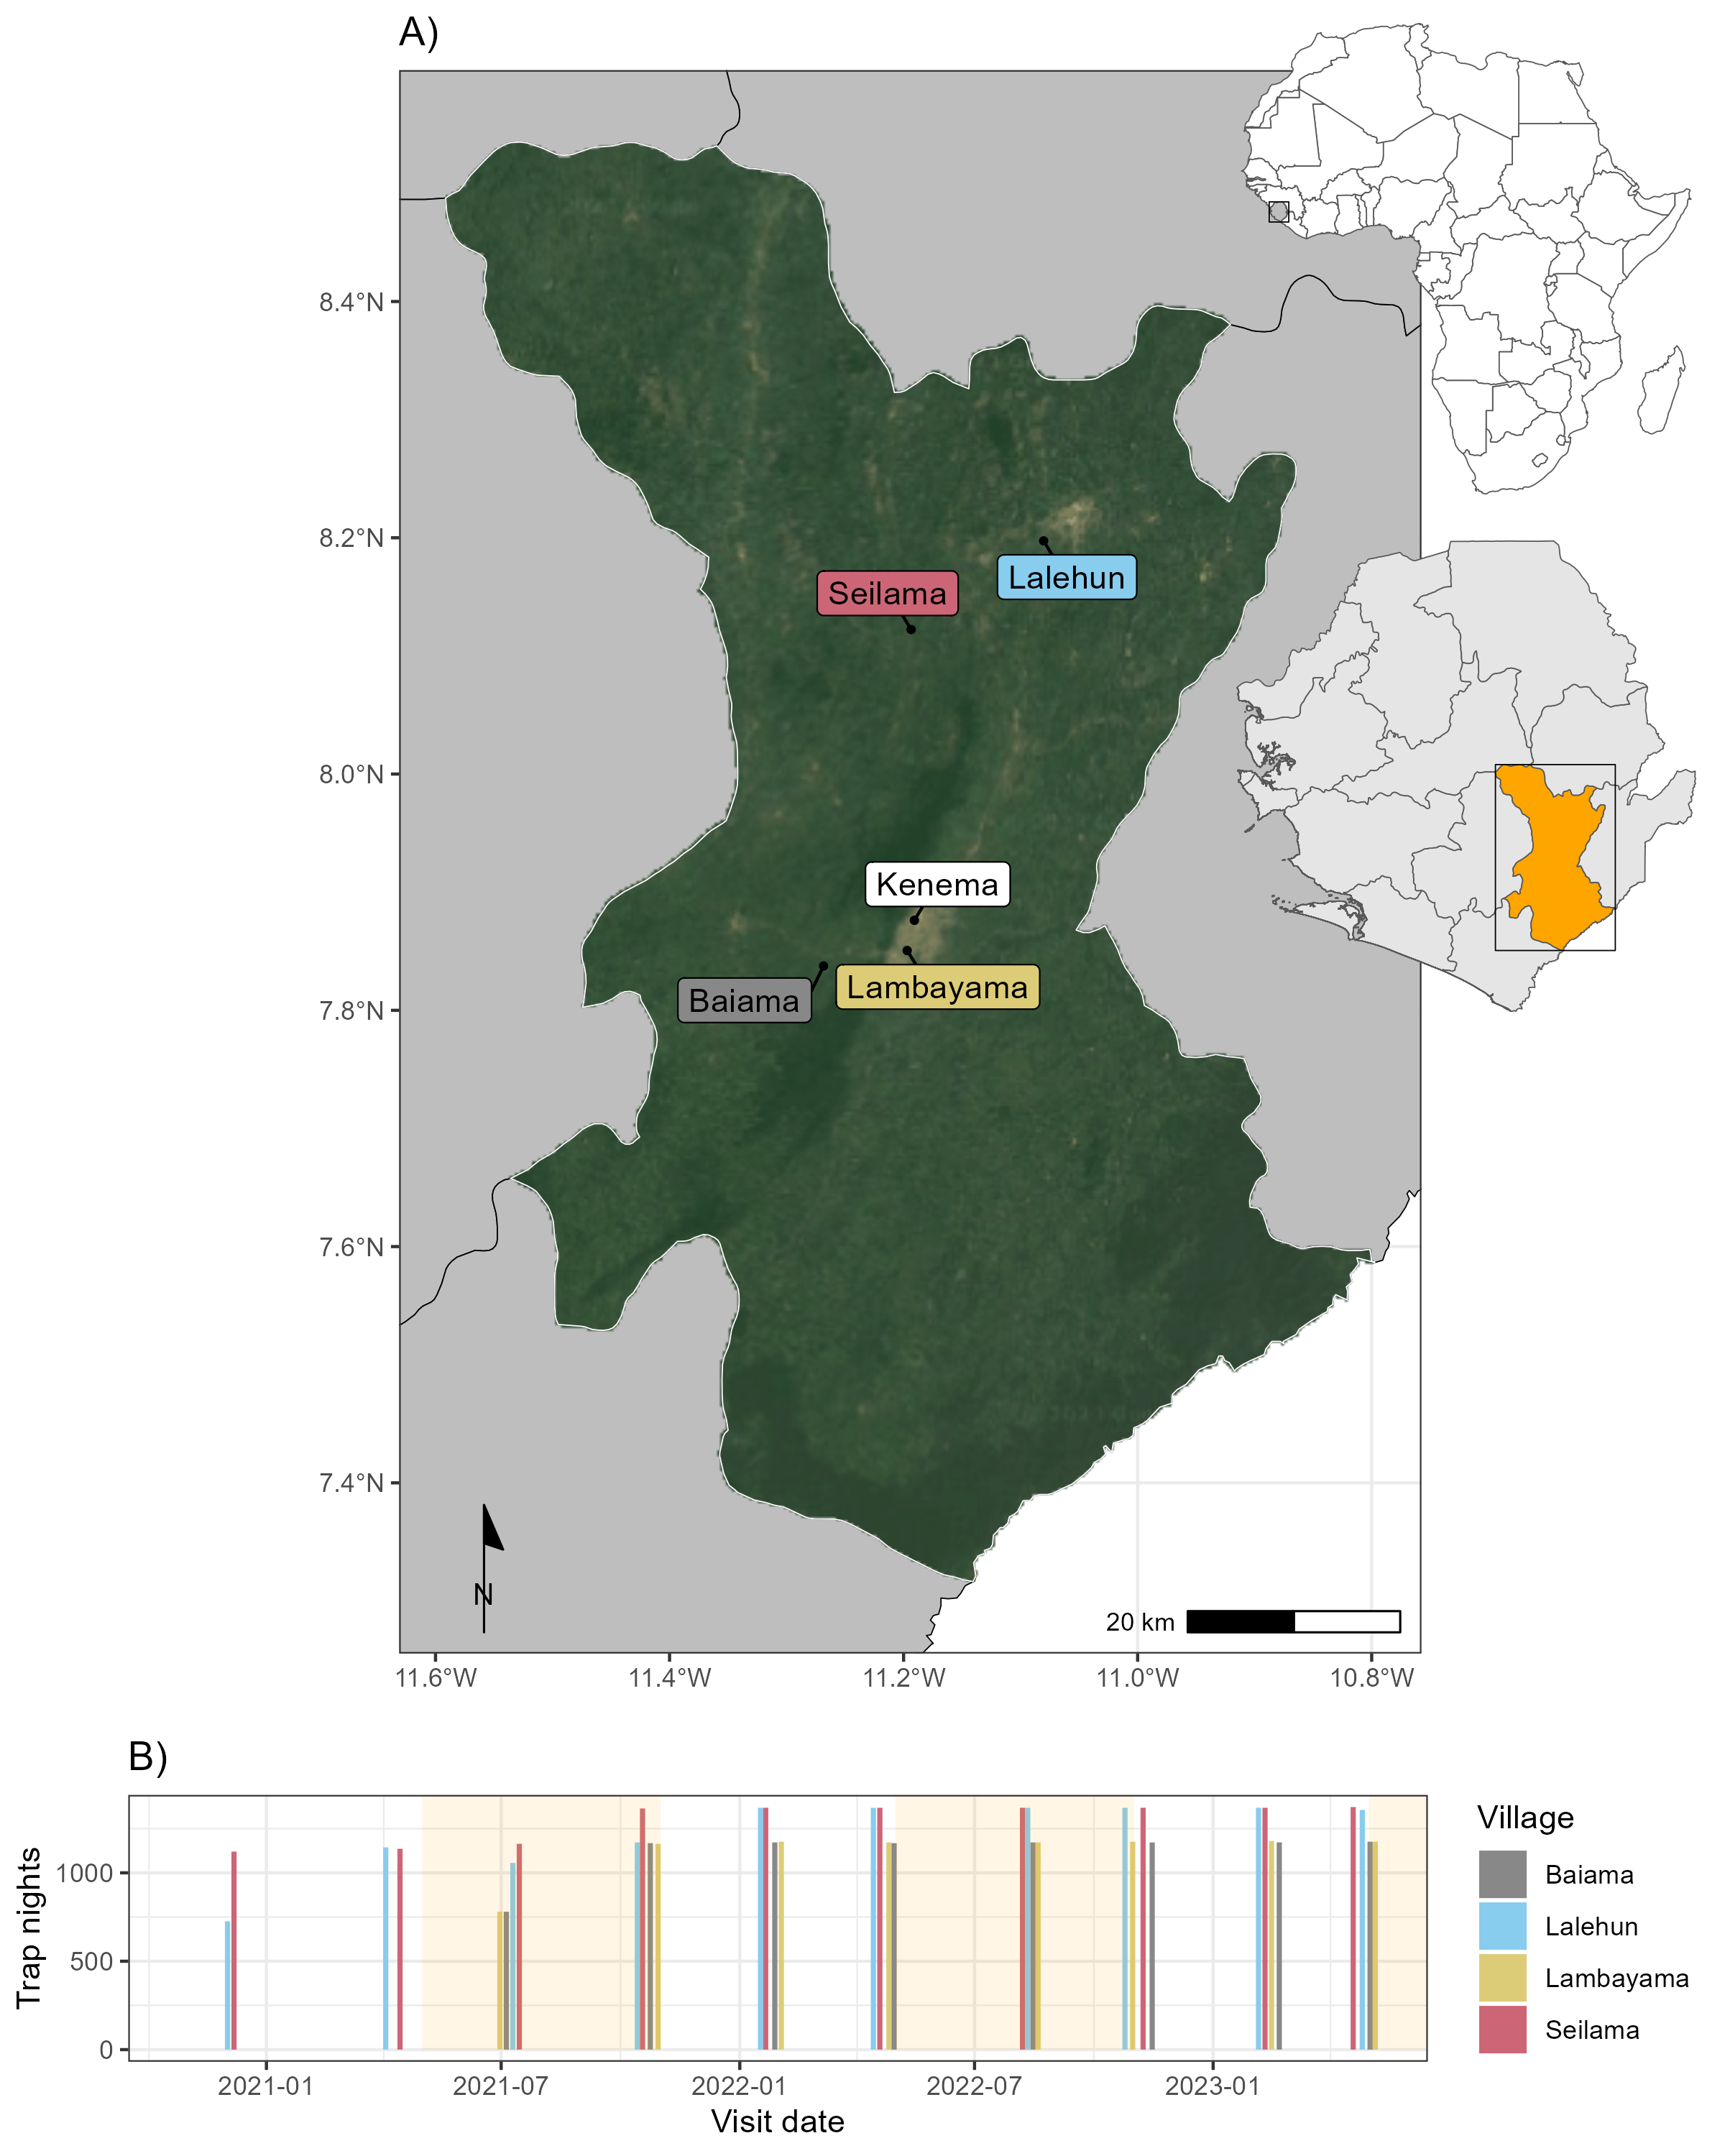 A)
8.4°N
8.2°N
8.0°N
7.8°N
7.6°N
7.4°N
Lalehun
Seilama
Kenema
Lambayama
Baiama
N
20 km
11.6°W 11.4°W 11.2°W 11.0°W 10.8°W
B)
Trap nights
1000
500
0
2021-01 2021-07 2022-01 2022-07 2023-01
Visit date
Village
Baiama
Lalehun
Lambayama
Seilama